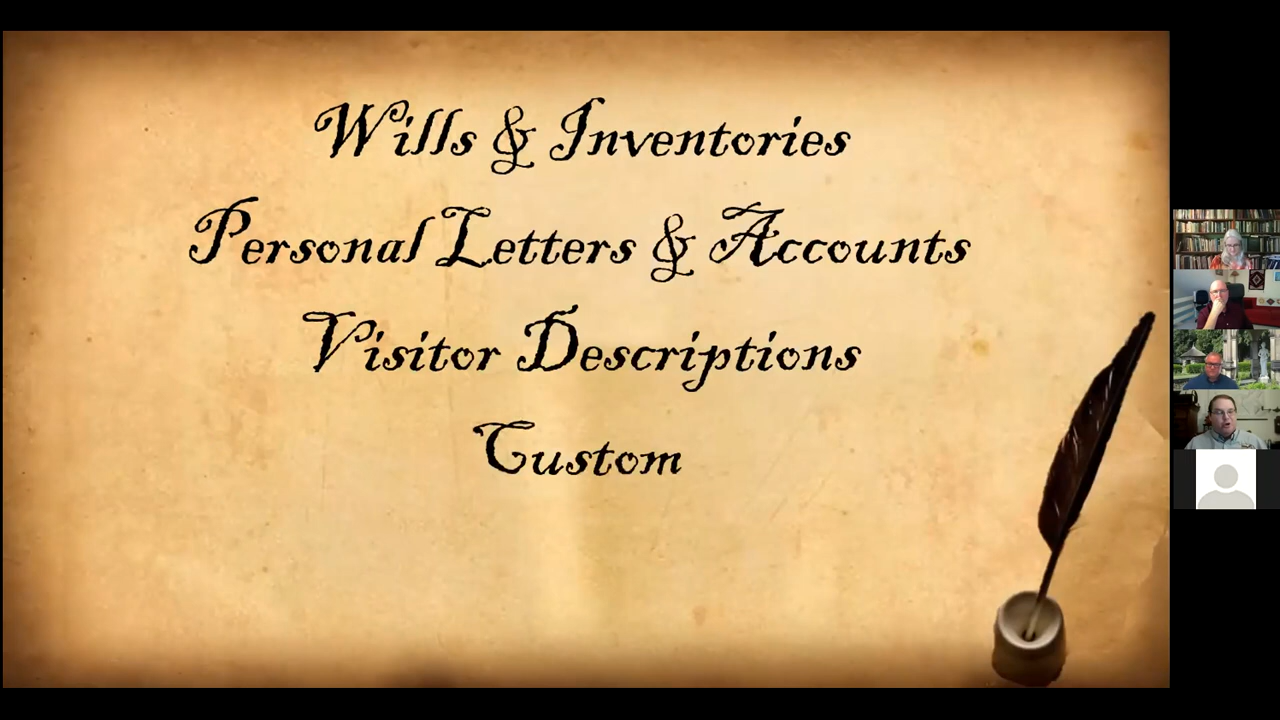 Wills & Inventories
Personal Letters & Accounts
Visitor Descriptions
Custom